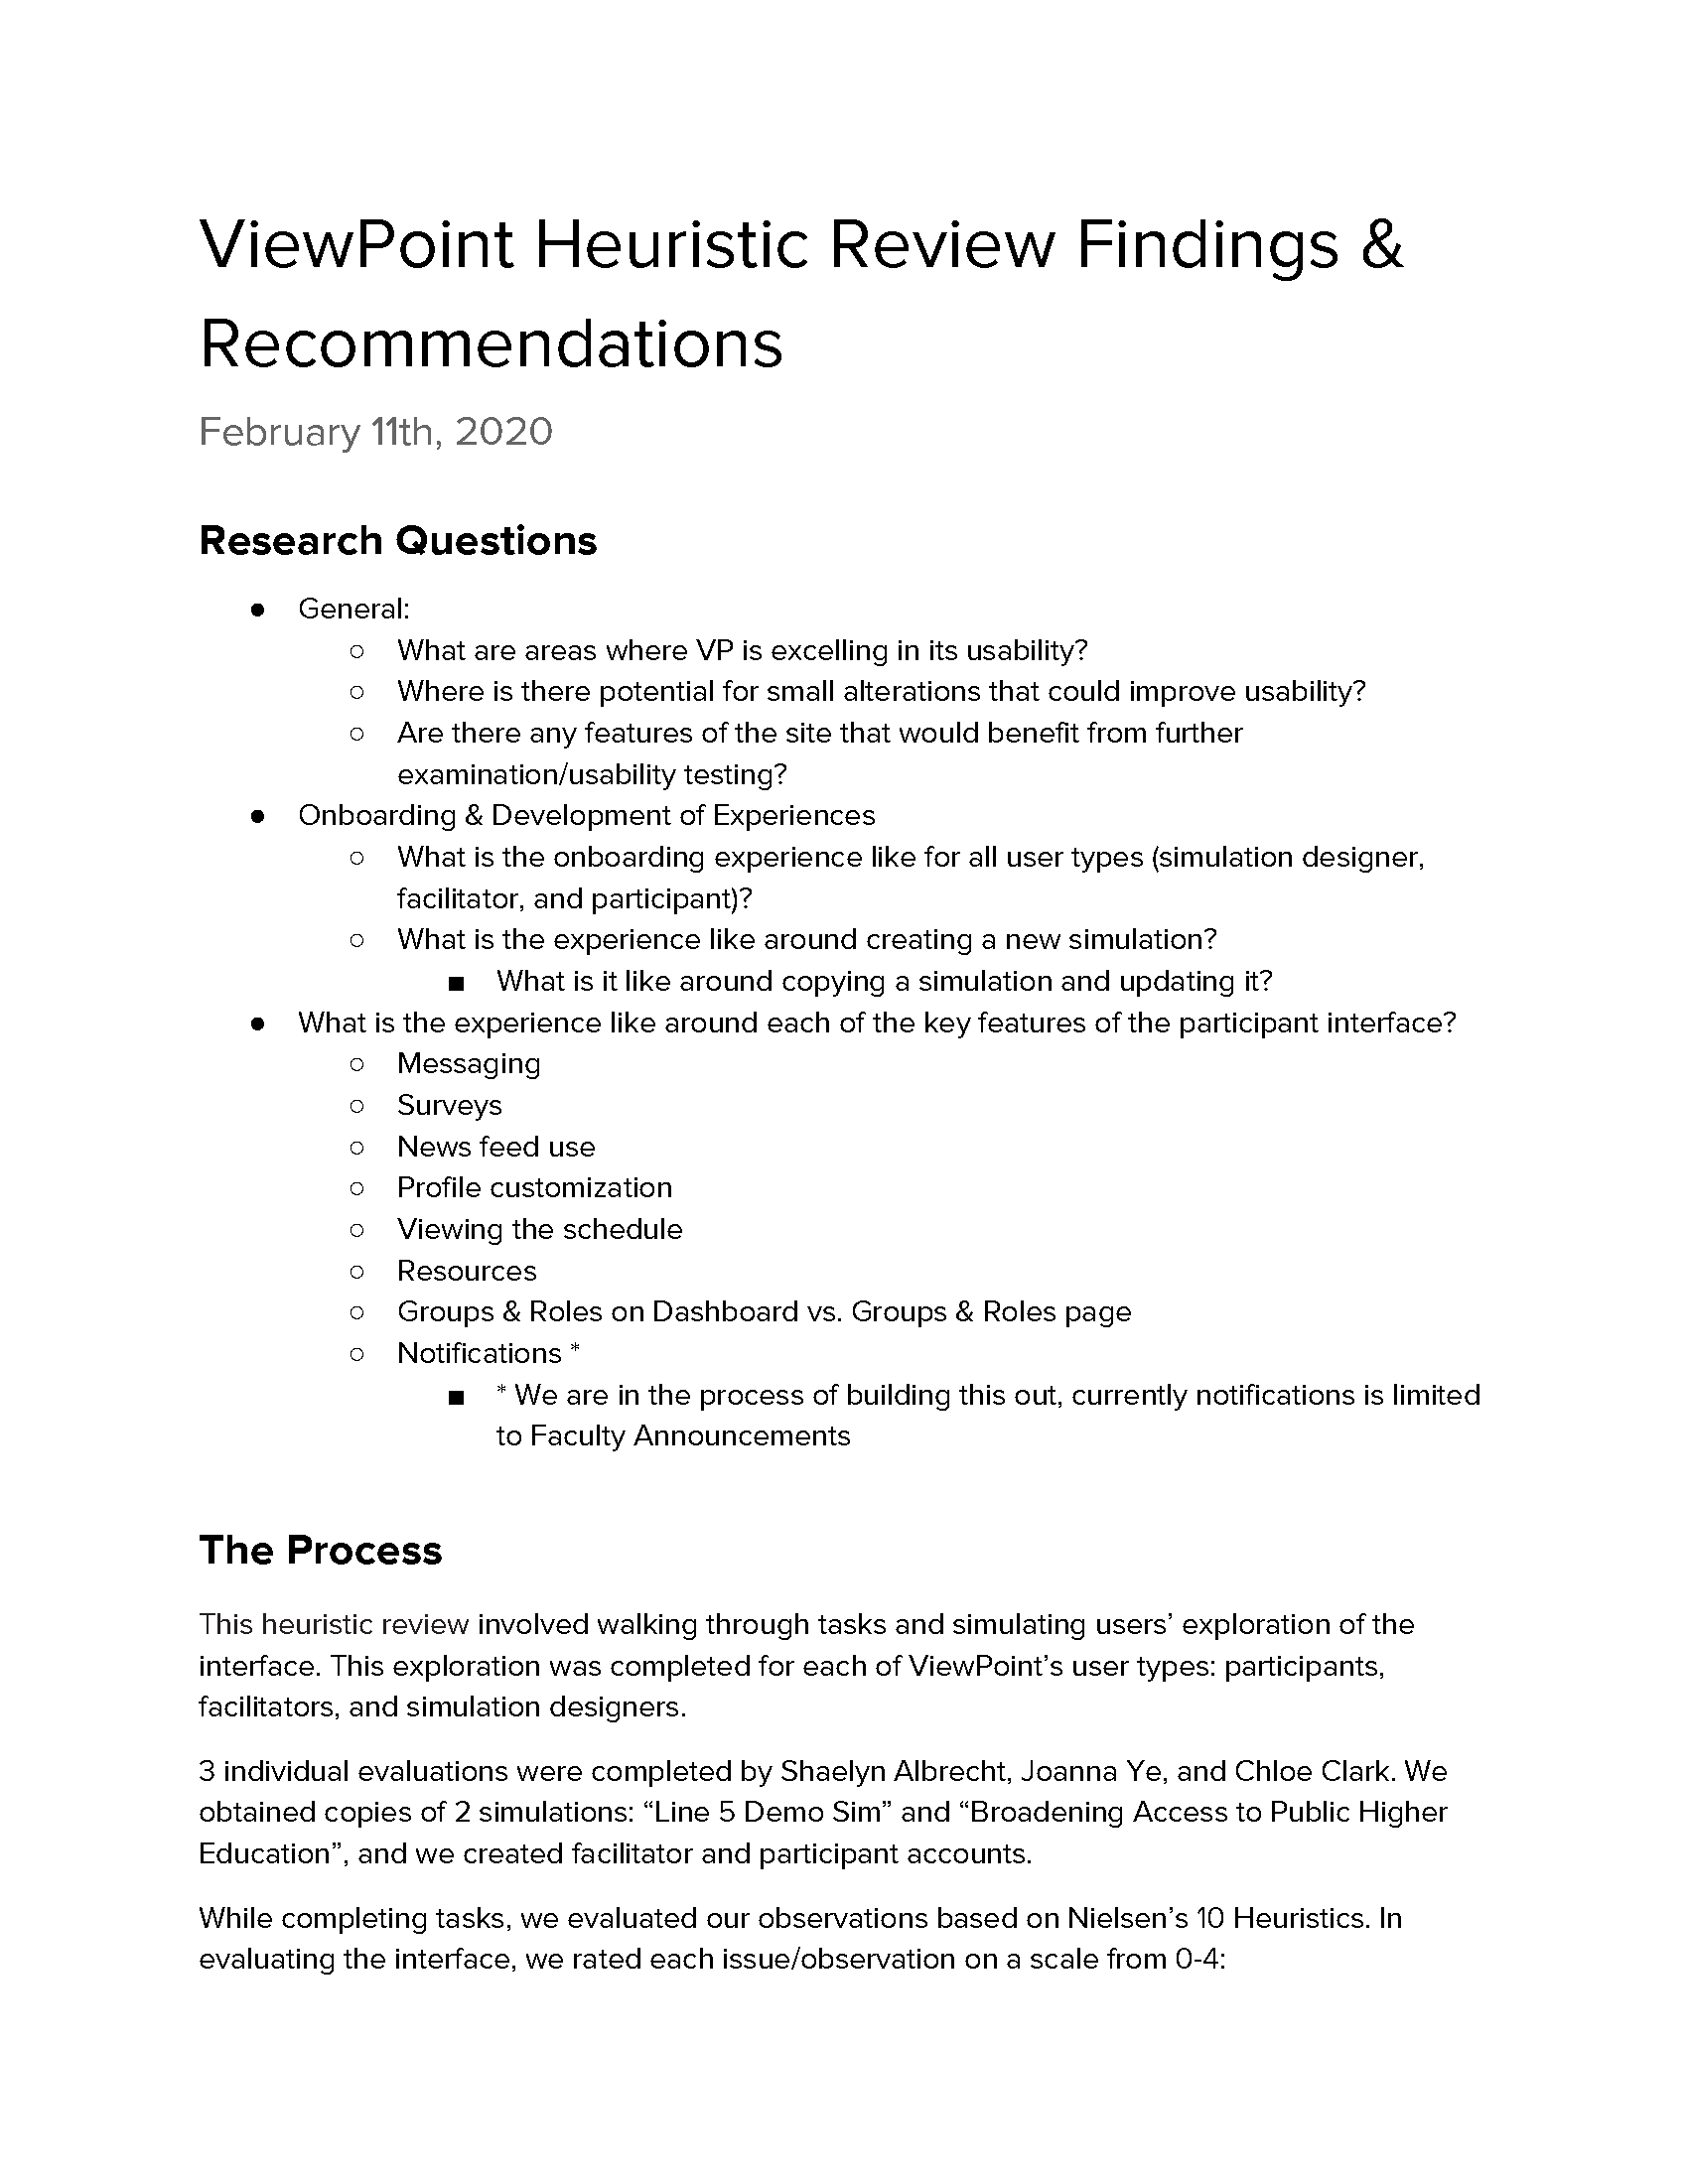 ViewPoint Heuristic Review Findings &
Recommendations
February 11th, 2020
Research Questions
● General:
○ What are areas where VP is excelling in its usability?
○ Where is there potential for small alterations that could improve usability?
○ Are there any features of the site that would benefit from further
examination/usability testing?
● Onboarding & Development of Experiences
○ What is the onboarding experience like for all user types (simulation designer,
facilitator, and participant)?
○ What is the experience like around creating a new simulation?
■ What is it like around copying a simulation and updating it?
● What is the experience like around each of the key features of the participant interface?
○ Messaging
○ Surveys
○ News feed use
○ Profile customization
○ Viewing the schedule
○ Resources
○ Groups & Roles on Dashboard vs. Groups & Roles page
○ Notifications *
■ * We are in the process of building this out, currently notifications is limited
to Faculty Announcements
The Process
This heuristic review involved walking through tasks and simulating users’ exploration of the
interface. This exploration was completed for each of ViewPoint’s user types: participants,
facilitators, and simulation designers.
3 individual evaluations were completed by Shaelyn Albrecht, Joanna Ye, and Chloe Clark. We
obtained copies of 2 simulations: “Line 5 Demo Sim” and “Broadening Access to Public Higher
Education”, and we created facilitator and participant accounts.
While completing tasks, we evaluated our observations based on Nielsen’s 10 Heuristics. In
evaluating the interface, we rated each issue/observation on a scale from 0-4: